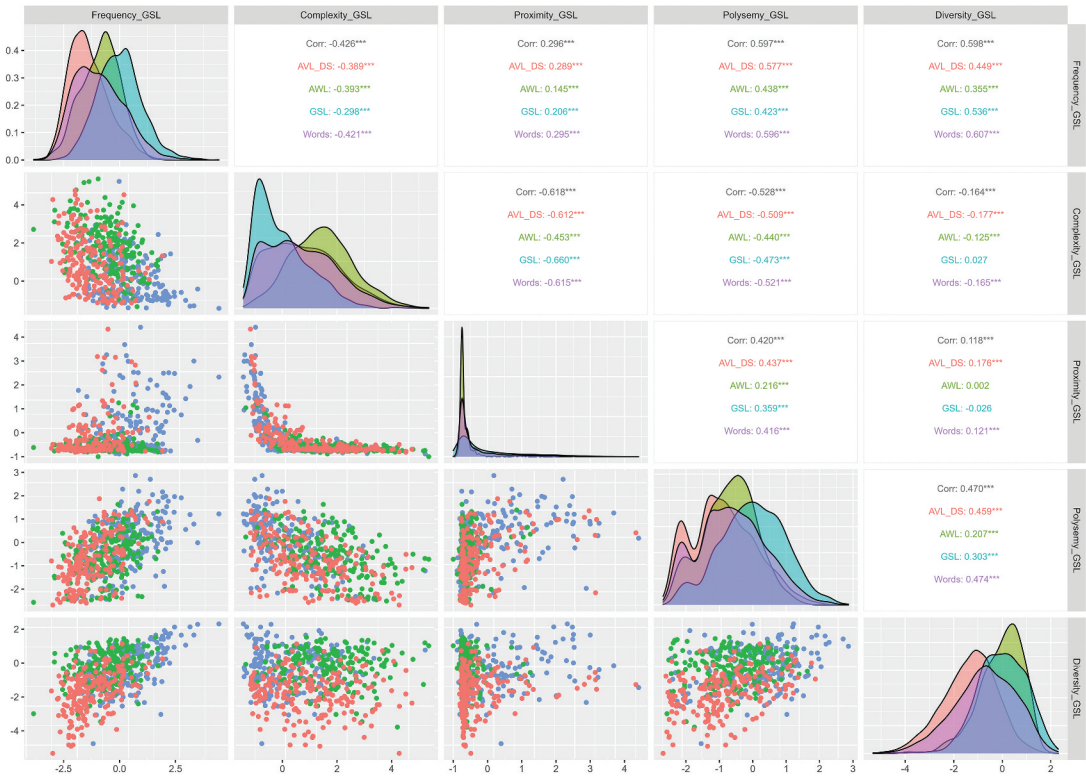 Frequency_GSL Complexity_GSL Proximity_GSL Polysemy_GSL Diversity_GSL
0.4
0.3
0.2
0.1
0.0
Corr: -0.426***
AVL_DS: -0.389***
AWL: -0.393***
GSL: -0.298***
Words: -0.421***
Corr: 0.296***
AVL_DS: 0.289***
AWL: 0.145***
GSL: 0.206***
Words: 0.295***
Corr: 0.597***
AVL_DS: 0.577***
AWL: 0.438***
GSL: 0.423***
Words: 0.596***
Corr: 0.598***
AVL_DS: 0.449***
AWL: 0.355***
GSL: 0.536***
Words: 0.607***
Frequency_GSL
4
2
0
Corr: -0.618***
AVL_DS: -0.612***
AWL: -0.453***
GSL: -0.660***
Words: -0.615***
Corr: -0.528***
AVL_DS: -0.509***
AWL: -0.440***
GSL: -0.473***
Words: -0.521***
Corr: -0.164***
AVL_DS: -0.177***
AWL: -0.125***
GSL: 0.027
Words: -0.165***
Complexity_GSL
4
3
2
1
0
-1
Corr: 0.420***
AVL_DS: 0.437***
AWL: 0.216***
GSL: 0.359***
Words: 0.416***
Corr: 0.118***
AVL_DS: 0.176***
AWL: 0.002
GSL: -0.026
Words: 0.121***
Proximity_GSL
3
2
1
0
-1
-2
Corr: 0.470***
AVL_DS: 0.459***
AWL: 0.207***
GSL: 0.303***
Words: 0.474***
Polysemy_GSL
2
0
-2
-4
Diversity_GSL
-2.5 0.0 2.5 0 2 4 -1 0 1 2 3 4 -2 -1 0 1 2 3 -4 -2 0 2